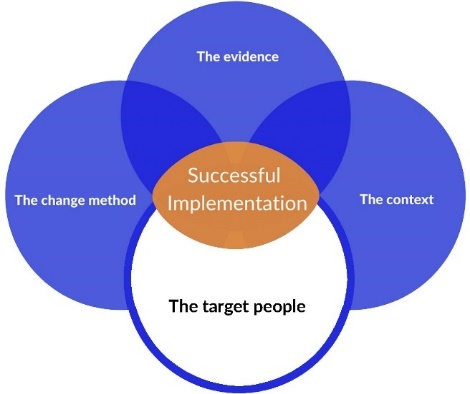 The evidence
Successful
Implementation
The change method
The context
The target people